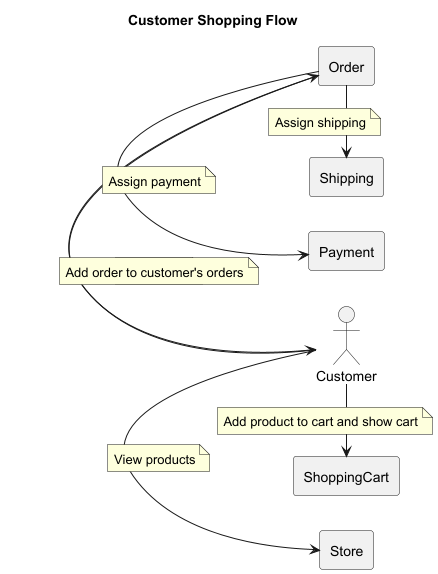 Customer Shopping Flow
Order
Assign shipping
Assign payment
Shipping
Payment
Add order to customer's orders
Customer
Add product to cart and show cart
View products
ShoppingCart
Store